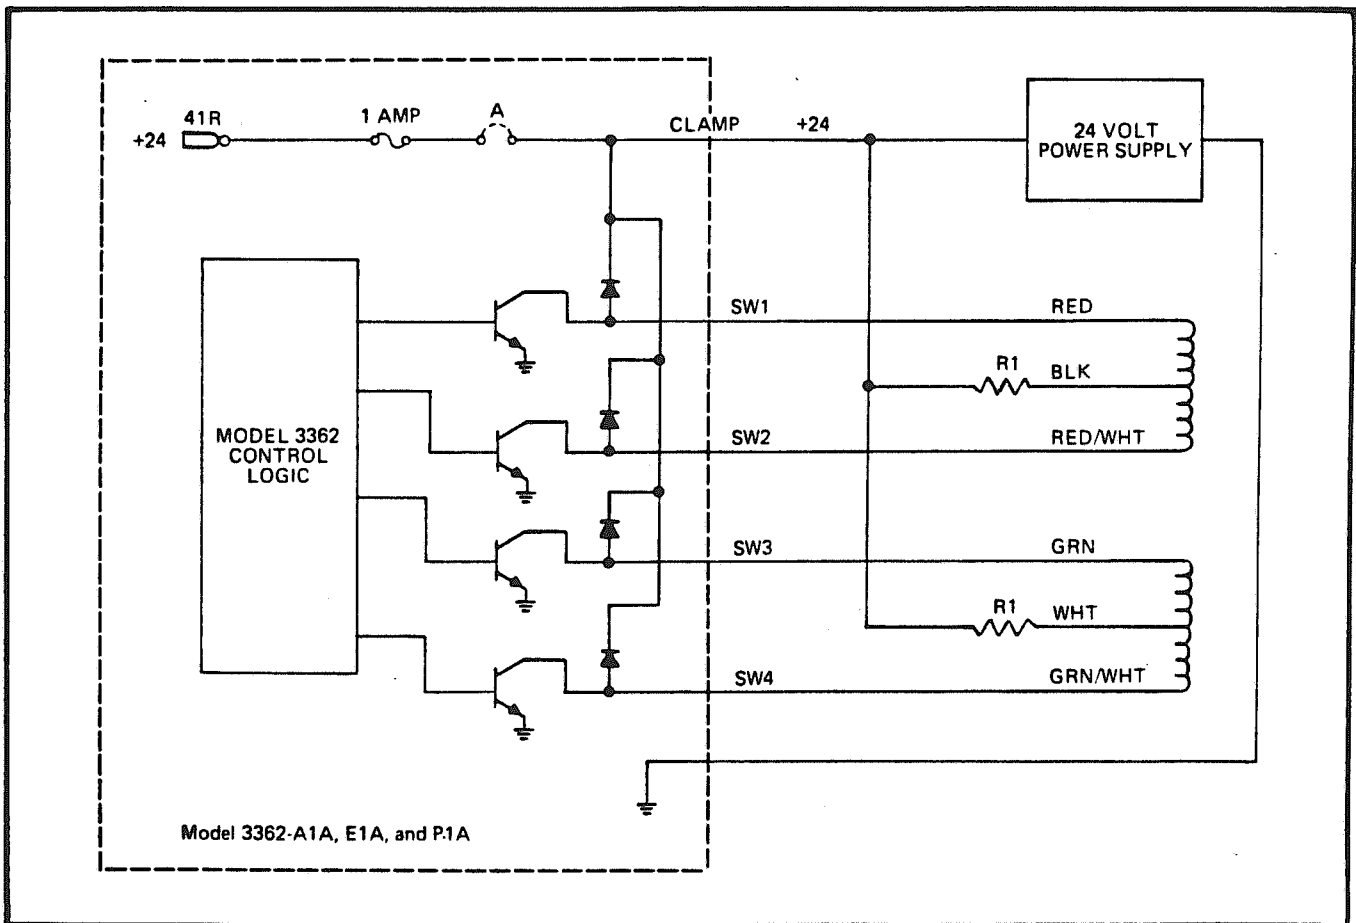 41R
1 AMP
A
+24
CLAMP
+24
24 VOLT
POWER SUPPLY
SW1
RED
R1
BLK
MODEL 3362
CONTROL
LOGIC
SW2
RED/WHT
SW3
GRN
R1
WHT
SW4
GRN/WHT
Model 3362-A1A, E1A, and P.1A